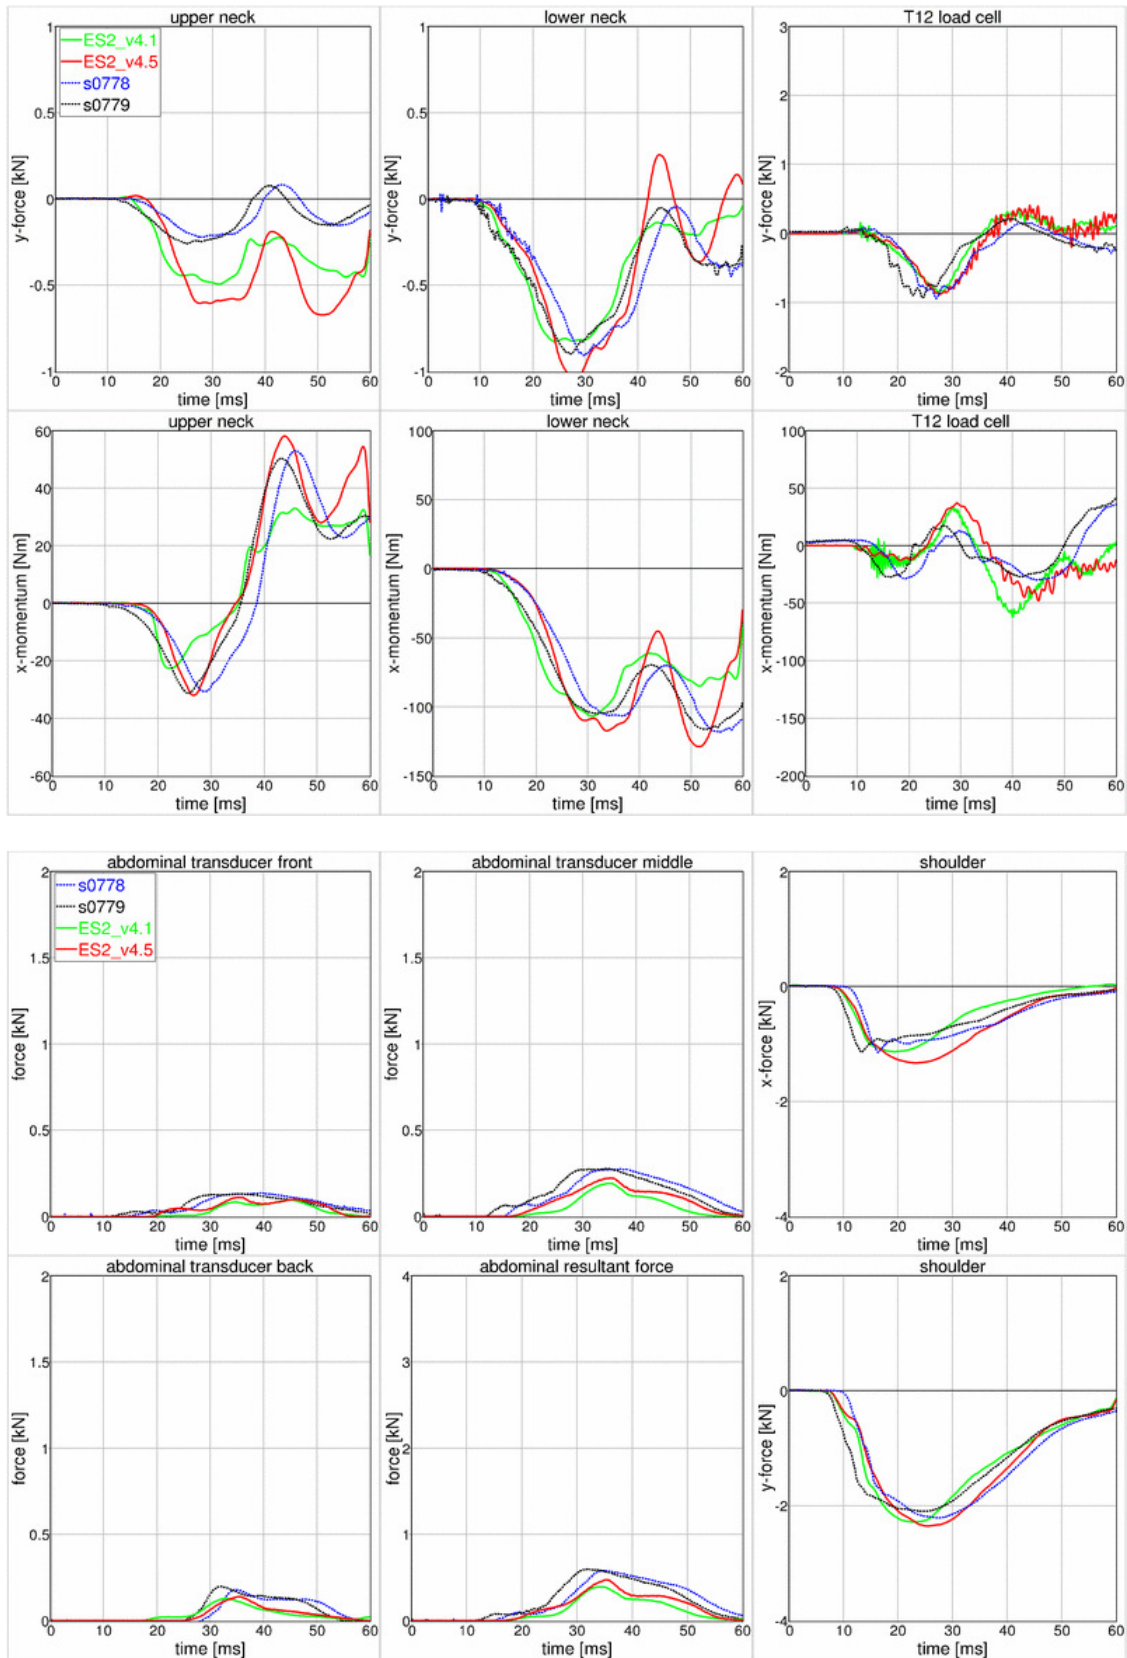 upper neck
lower neck
T12 load cell
ES2_v4.1
ES2_v4.5
s0778
s0779
y-force [kN]
1
0.5
0
-0.5
-1
0 10 20 30 40 50 60
time [ms]
y-force [kN]
1
0.5
0
-0.5
-1
0 10 20 30 40 50 60
time [ms]
y-force [kN]
3
2
1
0
-1
-2
0 10 20 30 40 50 60
time [ms]
upper neck
lower neck
T12 load cell
x-momentum [Nm]
60
40
20
0
-20
-40
-60
0 10 20 30 40 50 60
time [ms]
x-momentum [Nm]
100
50
0
-50
-100
-150
0 10 20 30 40 50 60
time [ms]
x-momentum [Nm]
100
50
0
-50
-100
-150
-200
0 10 20 30 40 50 60
time [ms]
abdominal transducer front
abdominal transducer middle
shoulder
s0778
s0779
ES2_v4.1
ES2_v4.5
force [kN]
2
1.5
1
0.5
0
0 10 20 30 40 50 60
time [ms]
force [kN]
2
1.5
1
0.5
0
0 10 20 30 40 50 60
time [ms]
x-force [kN]
2
0
-2
-4
0 10 20 30 40 50 60
time [ms]
abdominal transducer back
abdominal resultant force
shoulder
force [kN]
2
1.5
1
0.5
0
0 10 20 30 40 50 60
time [ms]
force [kN]
4
3
2
1
0
0 10 20 30 40 50 60
time [ms]
y-force [kN]
2
0
-2
-4
0 10 20 30 40 50 60
time [ms]